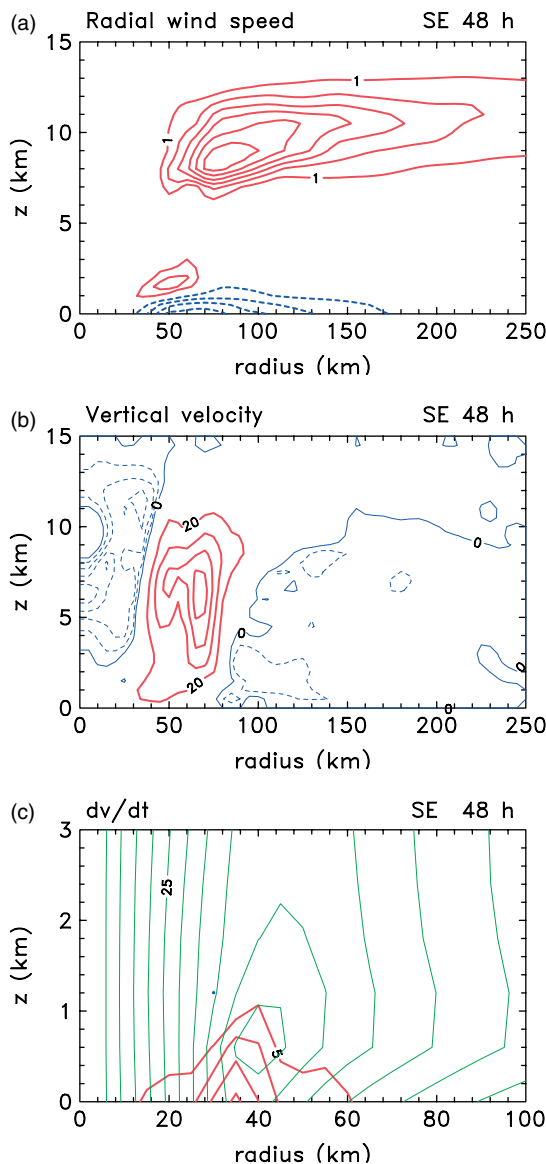 (a) Radial wind speed SE 48 h
15
1
10
1
z (km)
1
5
0
0 50 100 150 200 250
radius (km)
(b) Vertical velocity SE 48 h
15
0
20
10
0
z (km)
5
0
0
20
0
0
0 50 100 150 200 250
radius (km)
(c) dv/dt SE 48 h
3
25
2
z (km)
1
5
0
0 20 40 60 80 100
radius (km)